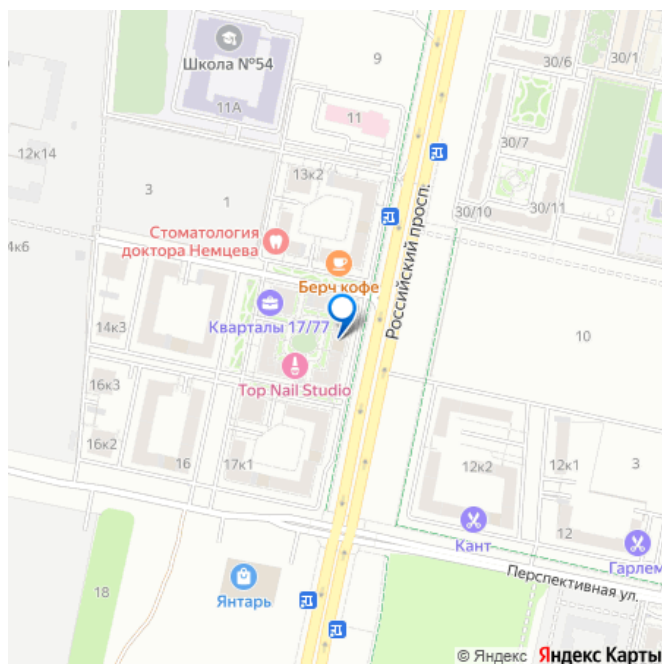 30/6
30/1
Школа №54
9
11А
11
30/7
12к14
13к2
3
1
30/10
30/11
Стоматология
доктора Немцева
Российский просп.
4к6
Берч кофе
Кварталы 17/77
14к3
10
Top Nail Studio
16к3
16к2
16
17к1
12к2
12к1
3
12
Кант
Гарлем
Перспективная ул.
18
Янтарь
© Яндекс Яндекс Карты